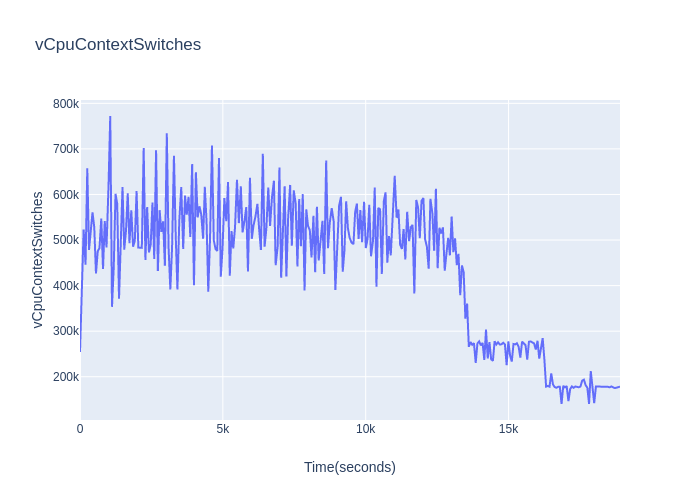 vCpuContextSwitches
800k
700k
600k
500k
400k
300k
200k
vCpuContextSwitches
0 5k 10k 15k
Time(seconds)